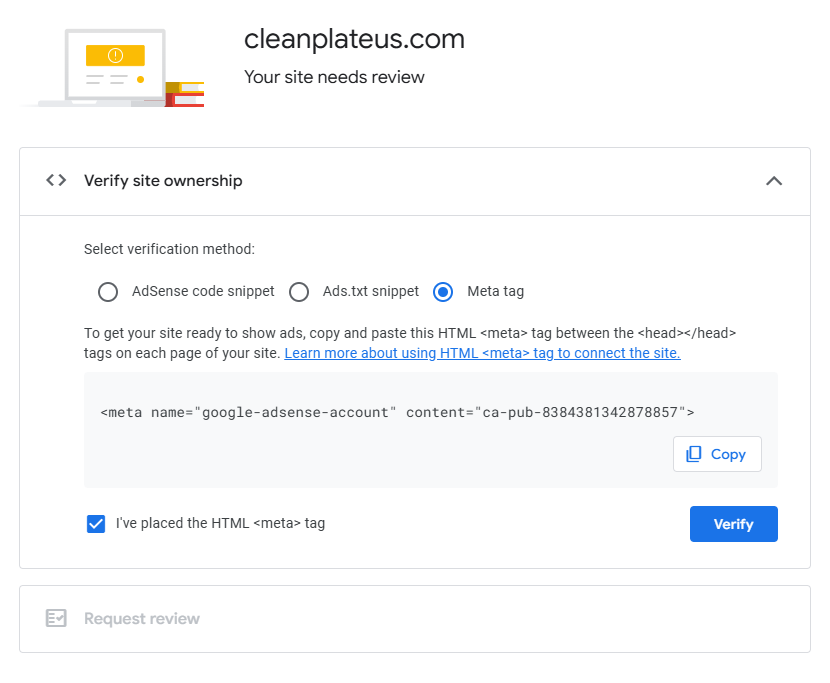 cleanplateus.com
Your site needs review
Verify site ownership
Select verification method:
AdSense code snippet Ads.txt snippet Meta tag
To get your site ready to show ads, copy and paste this HTML <meta> tag between the <head></head>
tags on each page of your site. Learn more about using HTML <meta> tag to connect the site.
<meta name="google-adsense-account" content="ca-pub-8384381342878857">
Copy
I've placed the HTML <meta> tag
Verify
Request review